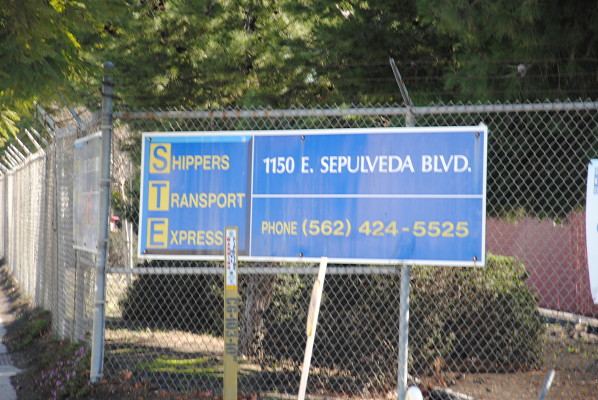 SHIPPERS
TRANSPORT
EXPRESS
1150 E. SEPULVEDA BLVD.
PHONE (562) 424-5525